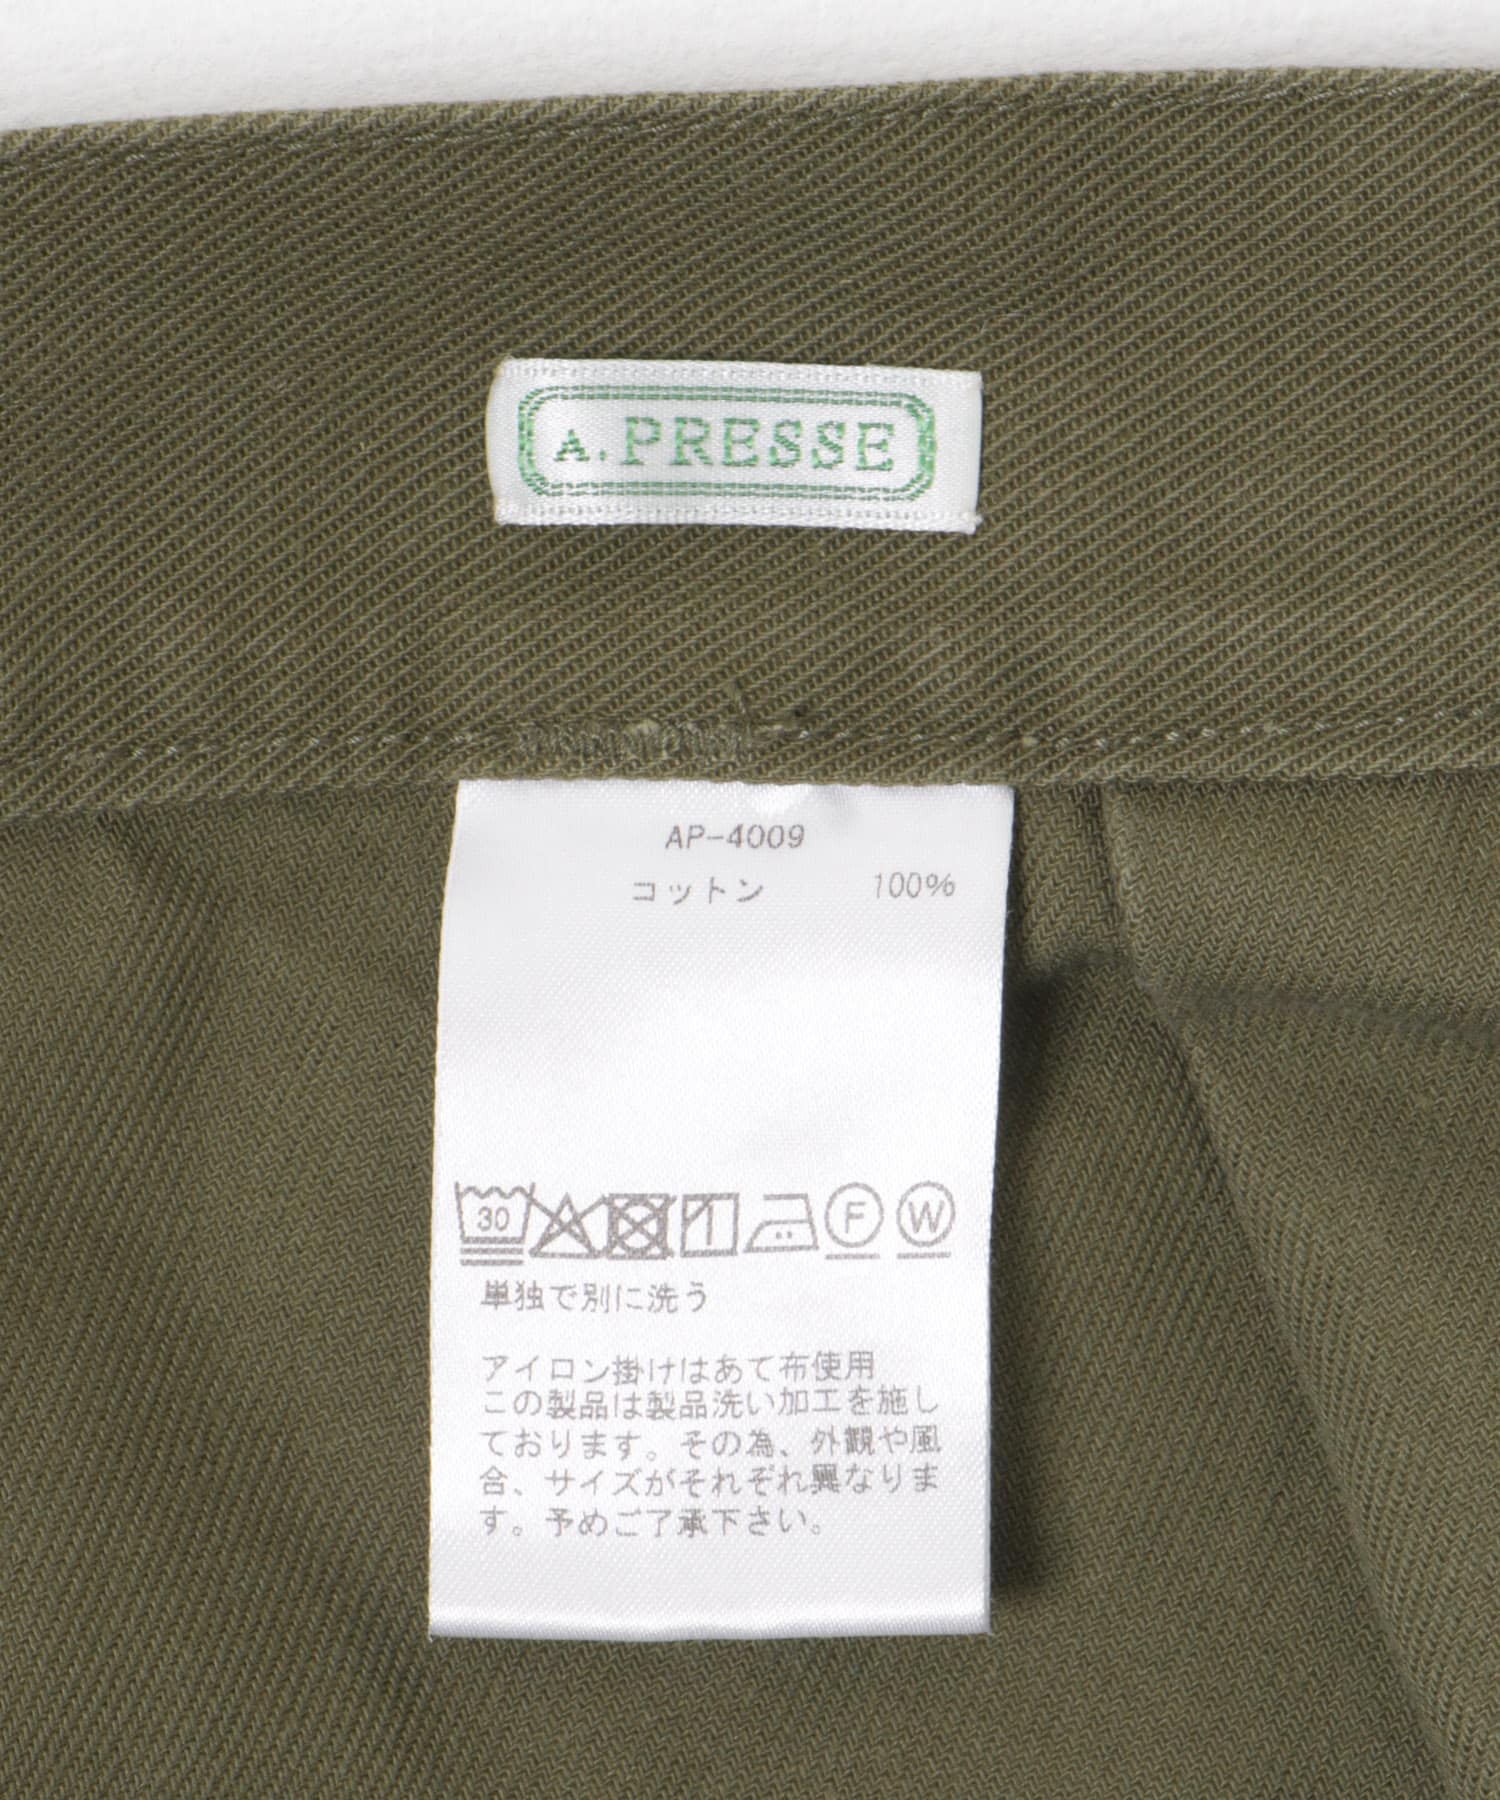 A. PRESSE
AP-4009
コットン 100%
30 F W
単独で別に洗う
アイロン掛けはあて布使用
この製品は製品洗い加工を施し
ております。その為、外観や風
合、サイズがそれぞれ異なりま
す。予めご了承下さい。